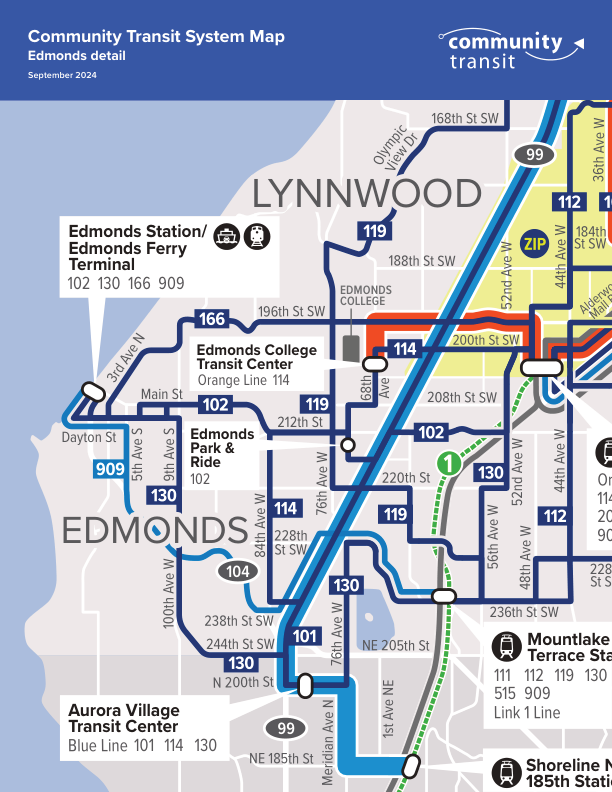 Community Transit System Map
Edmonds detail
September 2024
community
transit
168th St SW
Olympic
View Dr
99
36th Ave W
LYNNWOOD
112
119
184th
St SW
ZIP
Edmonds Station/
Edmonds Ferry
Terminal
102 130 166 909
188th St SW
52nd Ave W
44th Ave W
EDMONDS
COLLEGE
196th St SW
166
3rd Ave N
Edmonds College
Transit Center
Orange Line 114
114
200th St SW
68th
Ave
Main St
102
119
208th St SW
212th St
102
Dayton St
5th Ave S
9th Ave S
Edmonds
Park &
Ride
102
1
909
130
220th St
130
52nd Ave W
44th Ave W
76th Ave W
84th Ave W
114
119
112
EDMONDS
228th
St SW
56th Ave W
48th Ave W
228
St S
104
100th Ave W
130
238th St SW
236th St SW
101
76th Ave W
244th St SW
130
NE 205th St
N 200th St
Mountlake
Terrace Sta
111 112 119 130
515 909
Link 1 Line
Aurora Village
Transit Center
Blue Line 101 114 130
99
Meridian Ave N
1st Ave NE
NE 185th St
Shoreline N
185th Stati